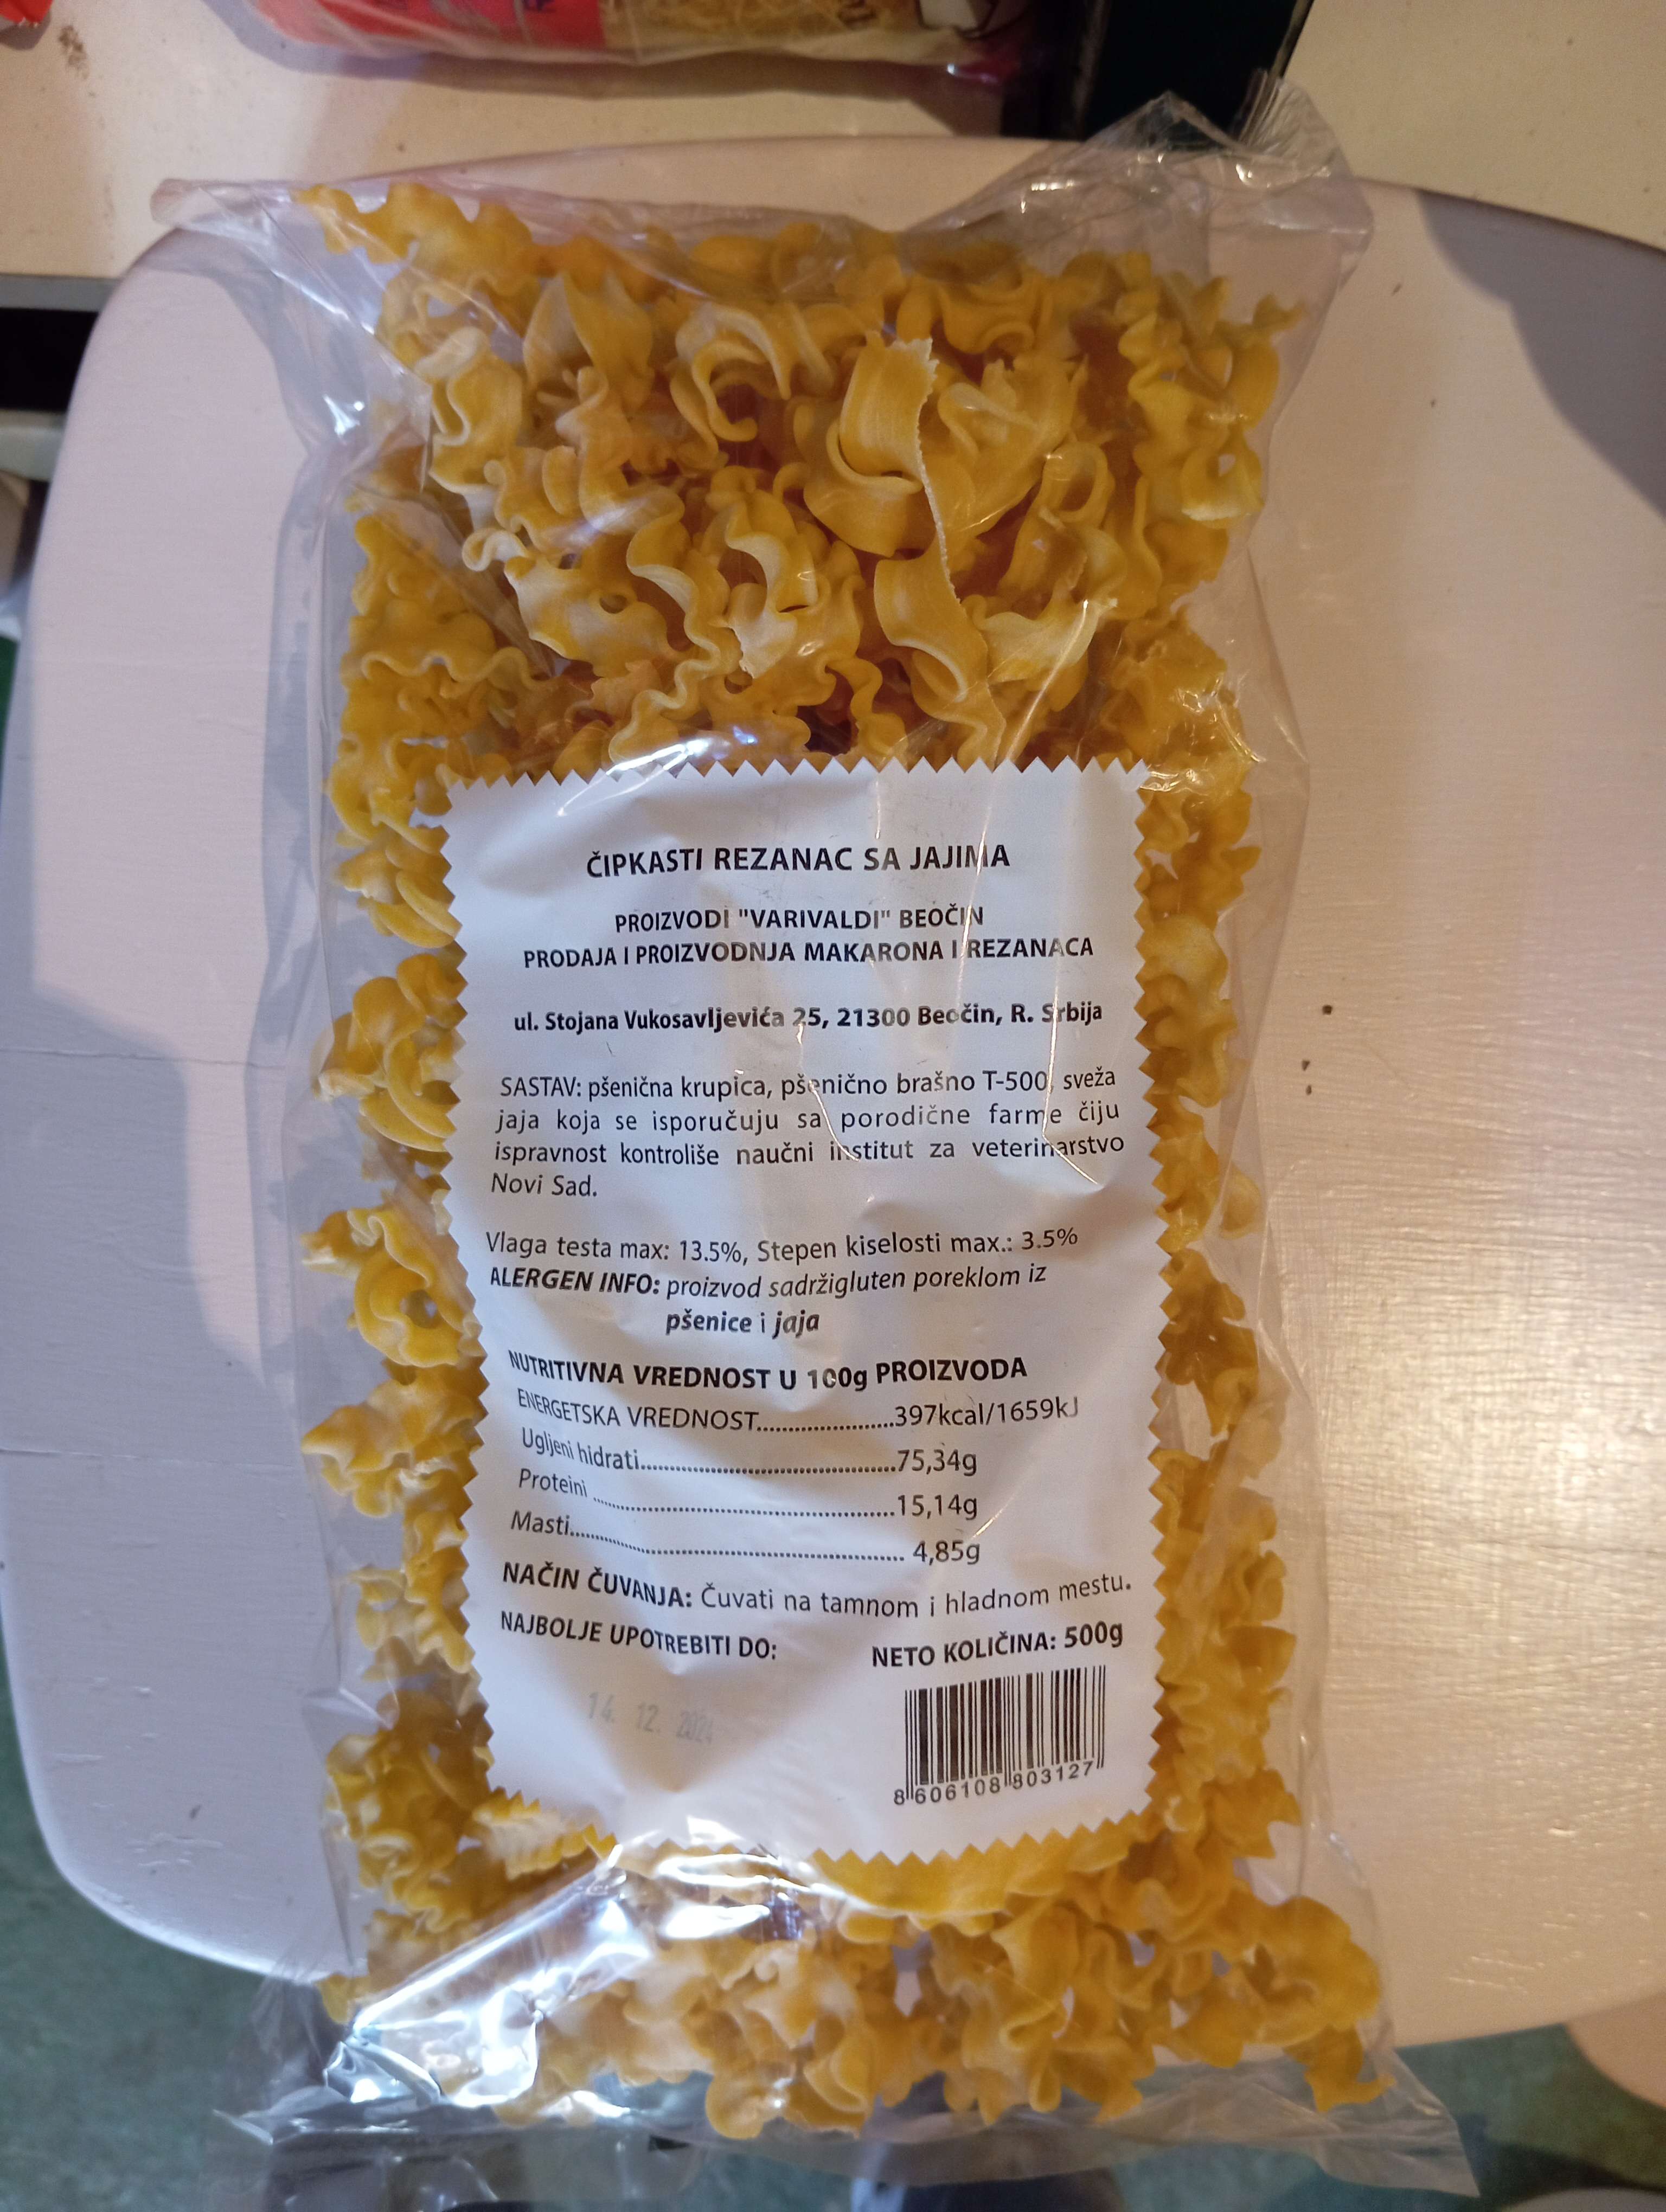 ČIPKASTI REZANAC SA JAJIMA
PROIZVODI "VARIVALDI" BEOČIN
PRODAJA I PROIZVODNJA MAKARONA I REZANACA
ul. Stojana Vukosavljevića 25, 21300 Beočin, R. Srbija
SASTAV: pšenična krupica, pšenično brašno T-500, sveža
jaja koja se isporučuju sa porodične farme čiju
ispravnost kontroliše naučni institut za veterinarstvo
Novi Sad.
Vlaga testa max: 13.5%, Stepen kiselosti max.: 3.5%
ALERGEN INFO: proizvod sadržigluten poreklom iz
pšenice i jaja
NUTRITIVNA VREDNOST U 100g PROIZVODA
ENERGETSKA VREDNOST........................397kcal/1659kJ
Ugljeni hidrati..............................................75,34g
Proteini ......................................................15,14g
Masti............................................................ 4,85g
NAČIN ČUVANJA: Čuvati na tamnom i hladnom mestu.
NAJBOLJE UPOTREBITI DO: NETO KOLIČINA: 500g
14. 12. 2024
8 606108 803127